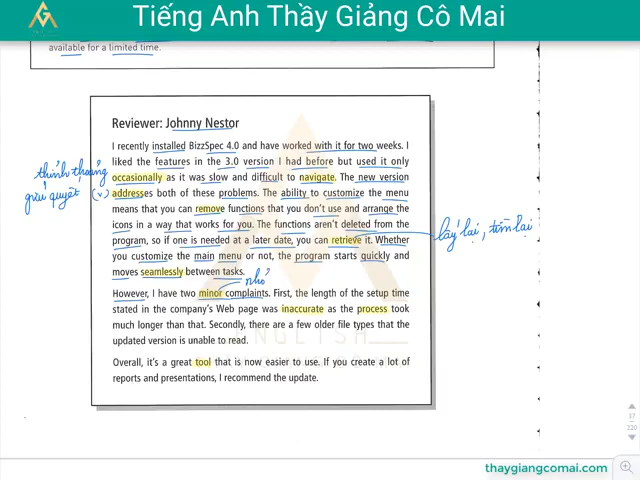 Tiếng Anh Thầy Giảng Cô Mai
available for a limited time.
Reviewer: Johnny Nestor
I recently installed BizzSpec 4.0 and have worked with it for two weeks. I
liked the features in the 3.0 version I had before but used it only
thỉnh thoảng
occasionally as it was slow and difficult to navigate. The new version
giải quyết (v)
addresses both of these problems. The ability to customize the menu
means that you can remove functions that you don't use and arrange the
icons in a way that works for you. The functions aren't deleted from the
program, so if one is needed at a later date, you can retrieve it. Whether
lấy lại, tìm lại
you customize the main menu or not, the program starts quickly and
moves seamlessly between tasks.
nhỏ
However, I have two minor complaints. First, the length of the setup time
stated in the company's Web page was inaccurate as the process took
much longer than that. Secondly, there are a few older file types that the
updated version is unable to read.
ENGLISH
Overall, it's a great tool that is now easier to use. If you create a lot of
reports and presentations, I recommend the update.
37
220
thaygiangcomai.com